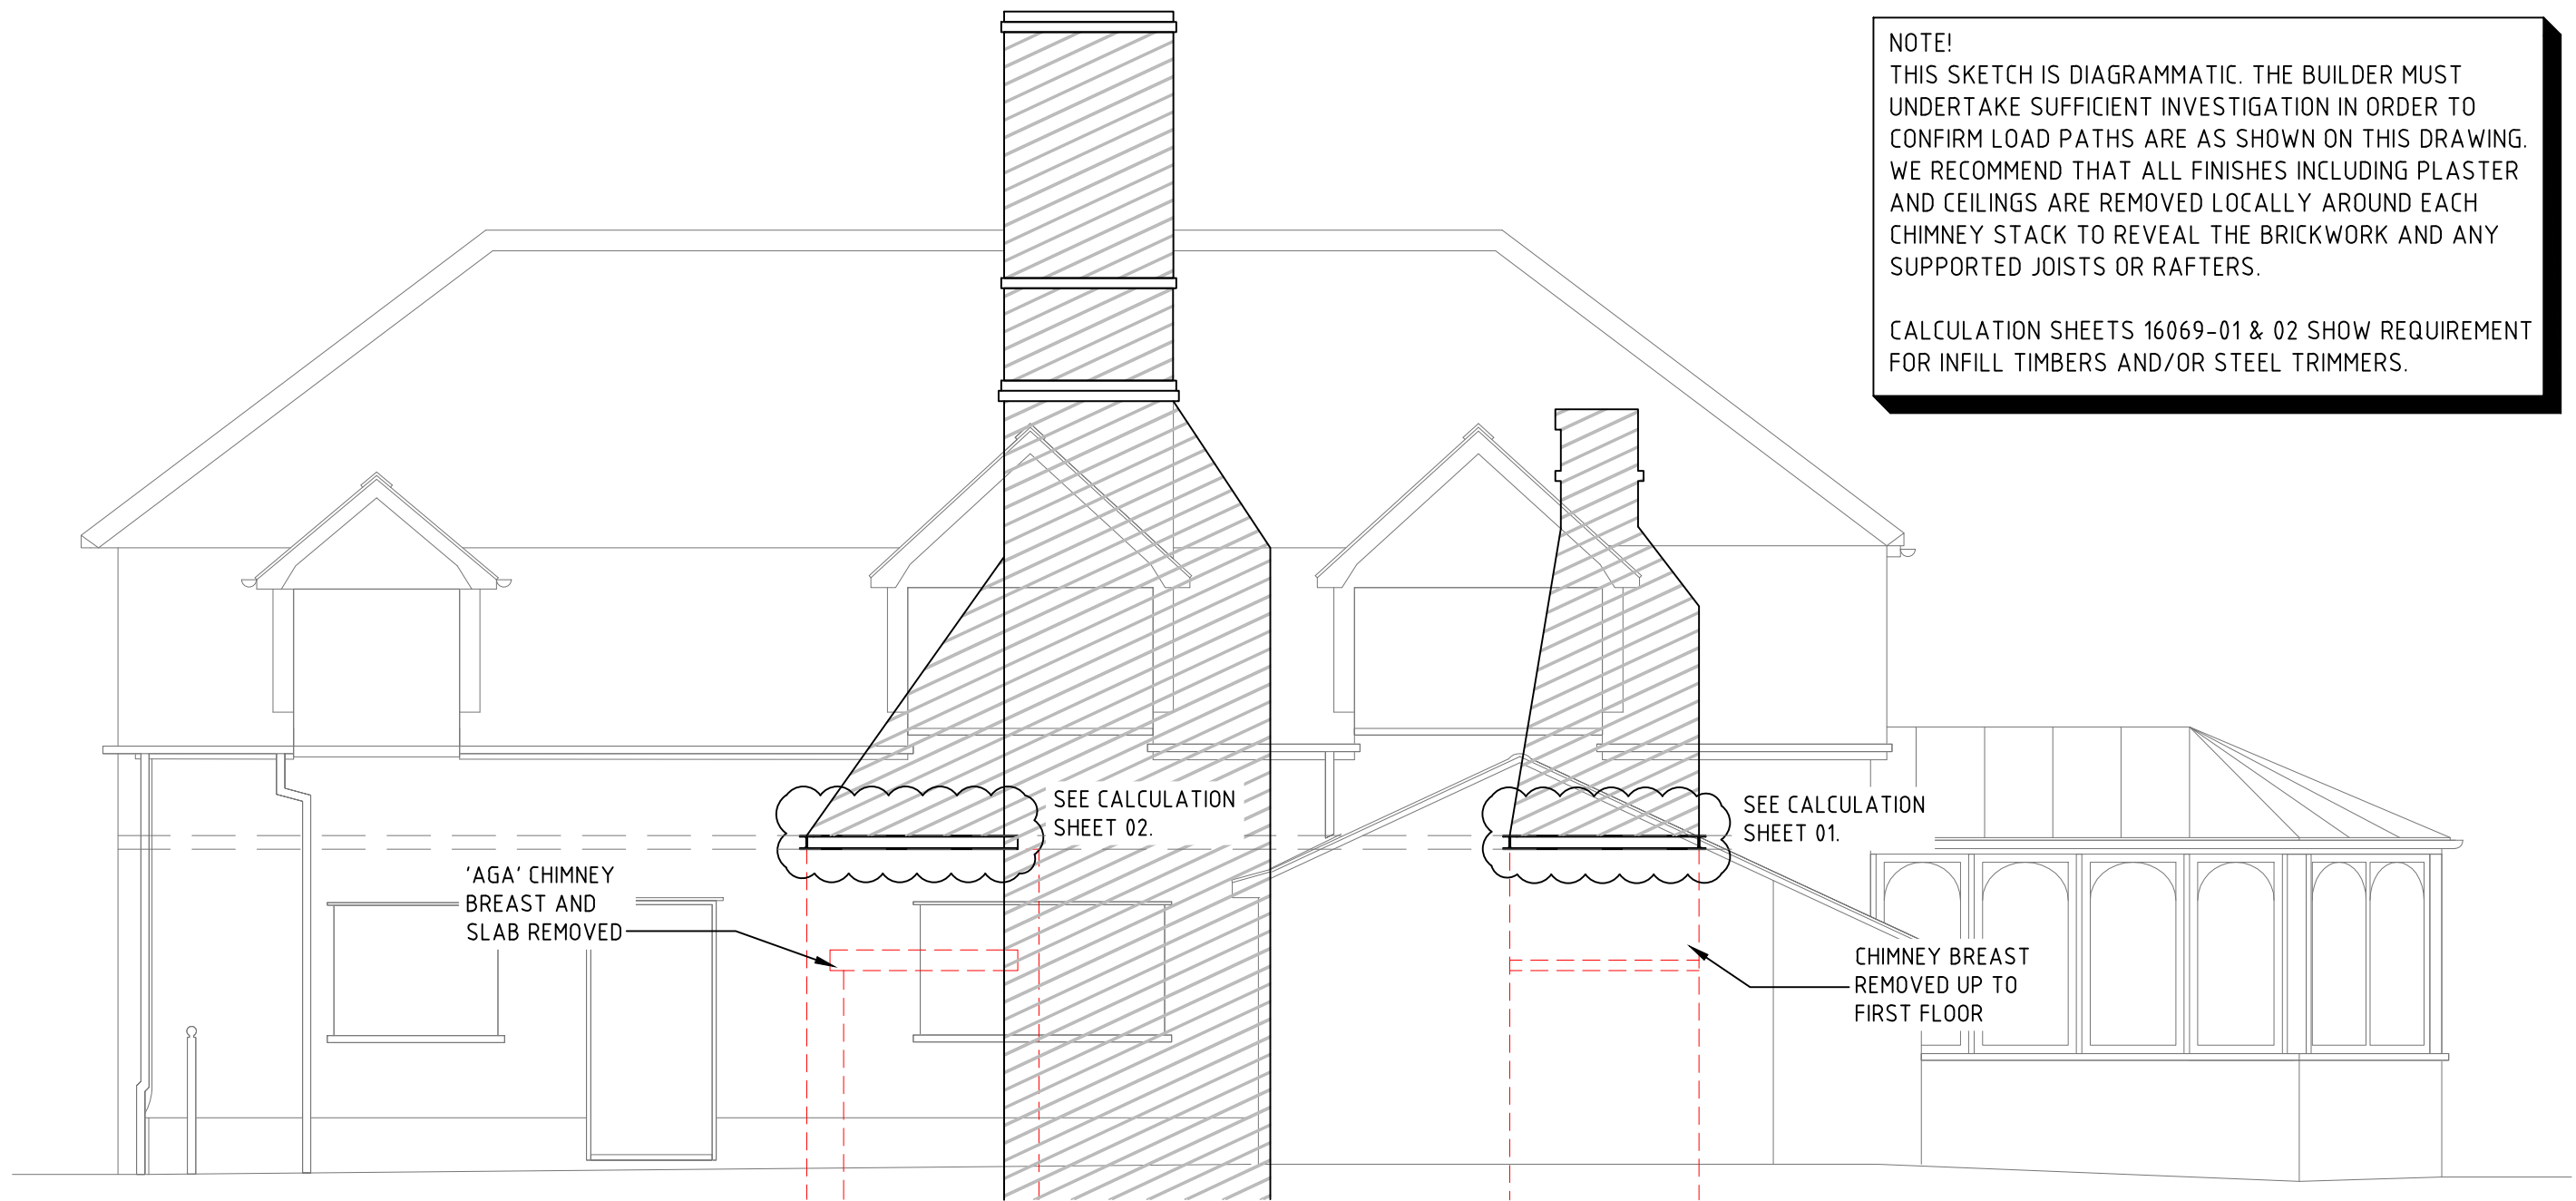 NOTE!
THIS SKETCH IS DIAGRAMMATIC. THE BUILDER MUST
UNDERTAKE SUFFICIENT INVESTIGATION IN ORDER TO
CONFIRM LOAD PATHS ARE AS SHOWN ON THIS DRAWING.
WE RECOMMEND THAT ALL FINISHES INCLUDING PLASTER
AND CEILINGS ARE REMOVED LOCALLY AROUND EACH
CHIMNEY STACK TO REVEAL THE BRICKWORK AND ANY
SUPPORTED JOISTS OR RAFTERS.
CALCULATION SHEETS 16069-01 & 02 SHOW REQUIREMENT
FOR INFILL TIMBERS AND/OR STEEL TRIMMERS.
SEE CALCULATION
SHEET 02.
SEE CALCULATION
SHEET 01.
'AGA' CHIMNEY
BREAST AND
SLAB REMOVED
CHIMNEY BREAST
REMOVED UP TO
FIRST FLOOR